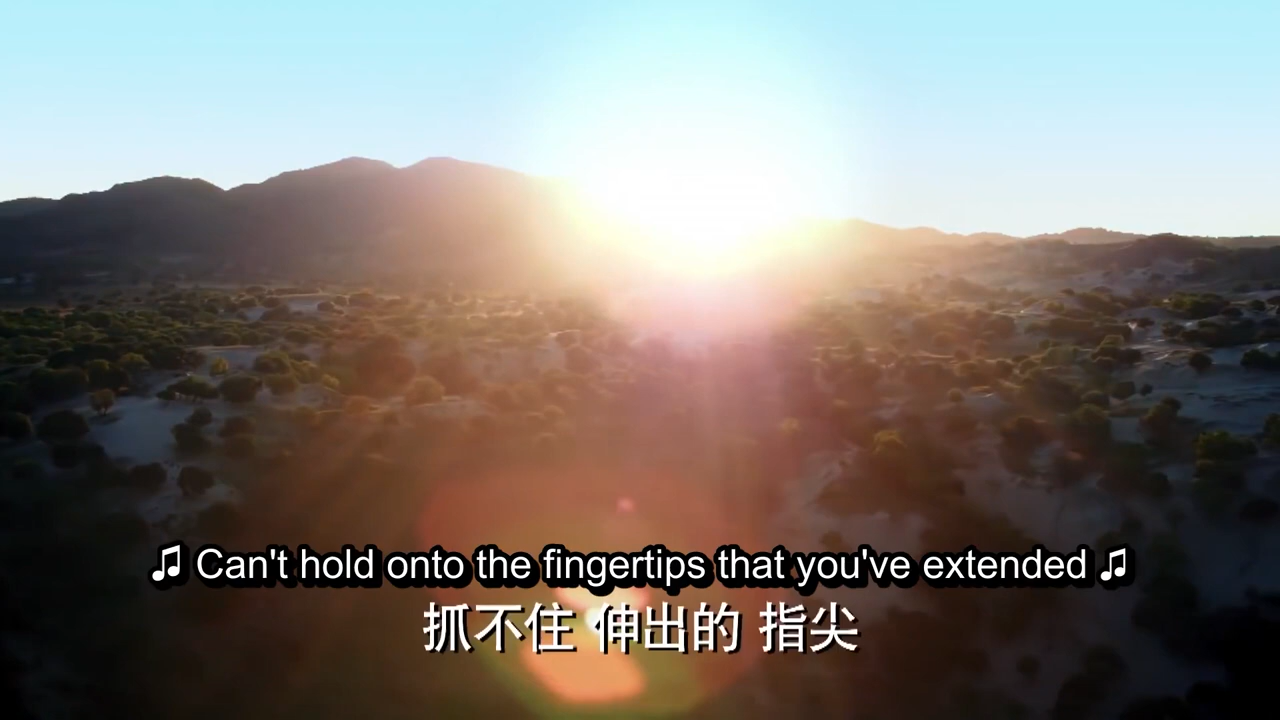 ♫ Can't hold onto the fingertips that you've extended ♫
抓不住 伸出的 指尖